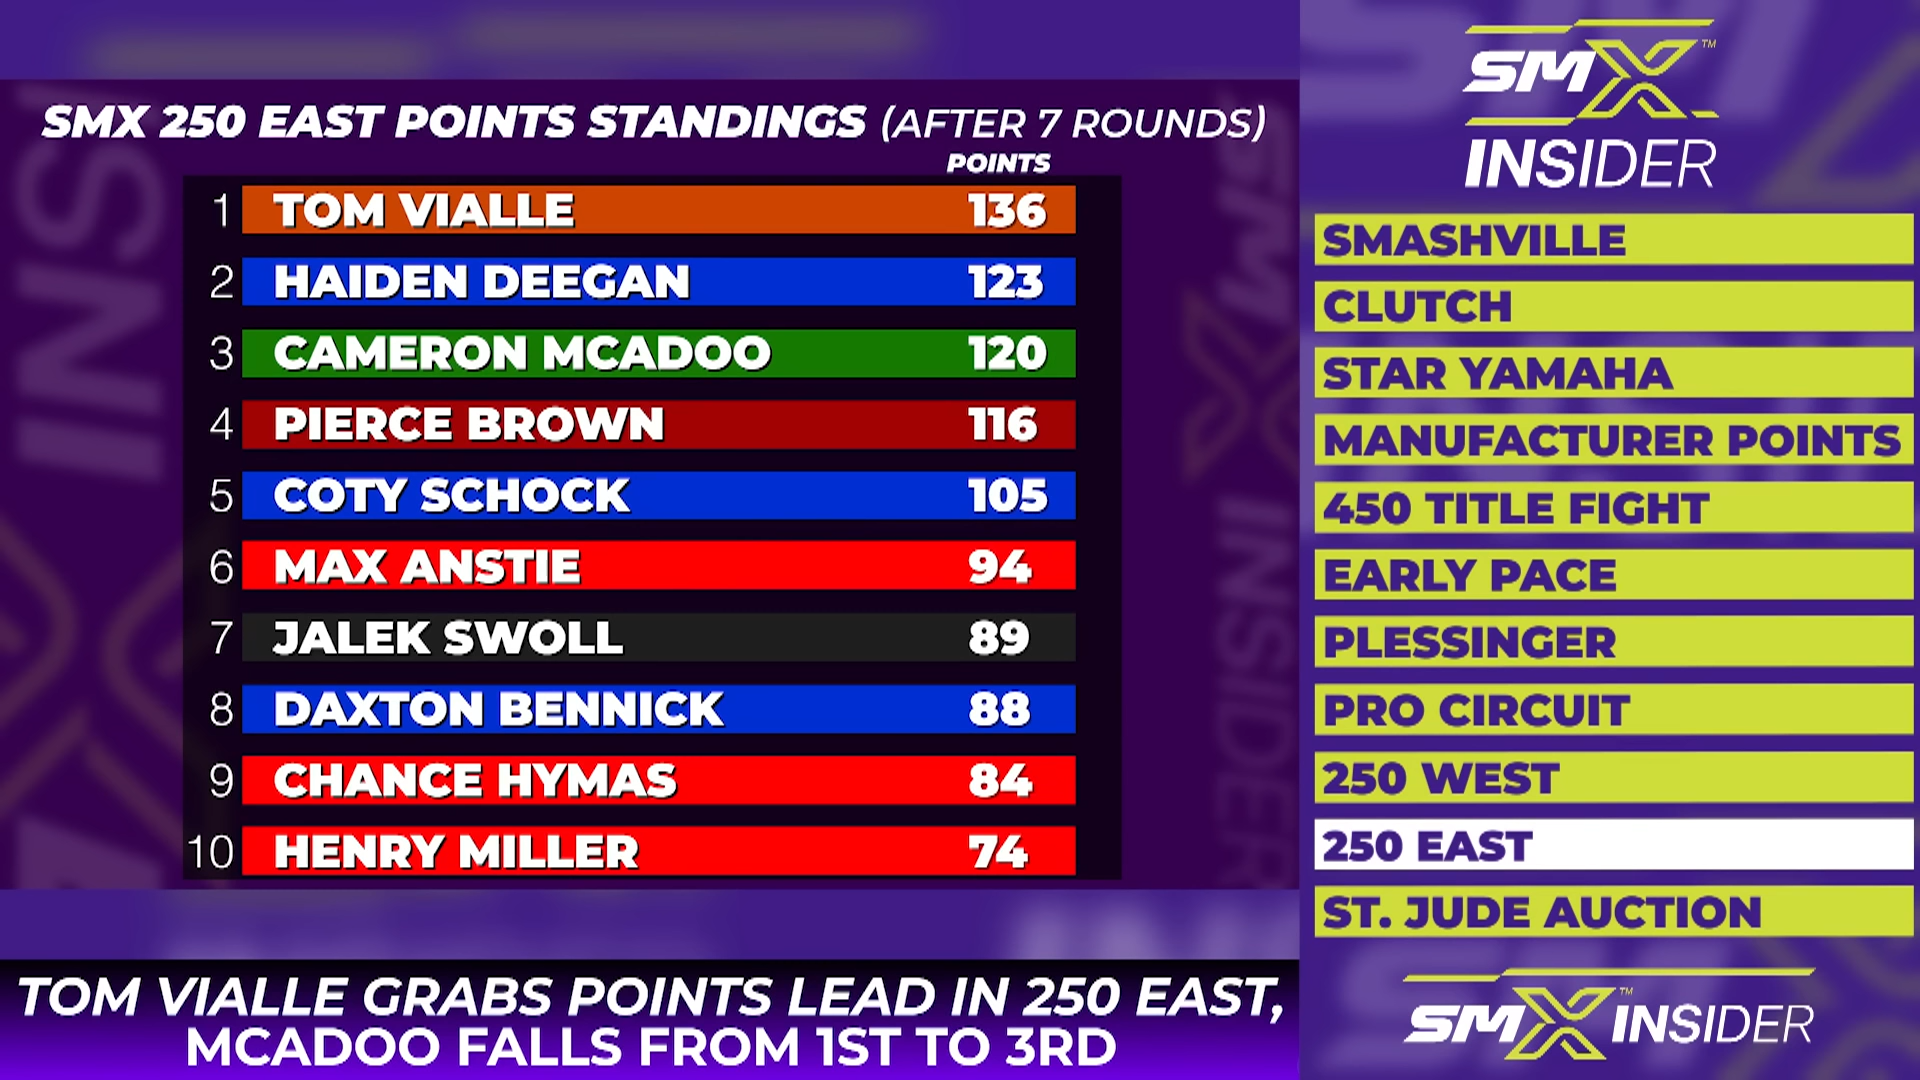 SMX 250 EAST POINTS STANDINGS (AFTER 7 ROUNDS)
POINTS
1 TOM VIALLE 136
2 HAIDEN DEEGAN 123
3 CAMERON MCADOO 120
4 PIERCE BROWN 116
5 COTY SCHOCK 105
6 MAX ANSTIE 94
7 JALEK SWOLL 89
8 DAXTON BENNICK 88
9 CHANCE HYMAS 84
10 HENRY MILLER 74
TOM VIALLE GRABS POINTS LEAD IN 250 EAST,
MCADOO FALLS FROM 1ST TO 3RD
SMX™
INSIDER
SMASHVILLE
CLUTCH
STAR YAMAHA
MANUFACTURER POINTS
450 TITLE FIGHT
EARLY PACE
PLESSINGER
PRO CIRCUIT
250 WEST
250 EAST
ST. JUDE AUCTION
SMX™ INSIDER
INSIDER
SMX INSIDER